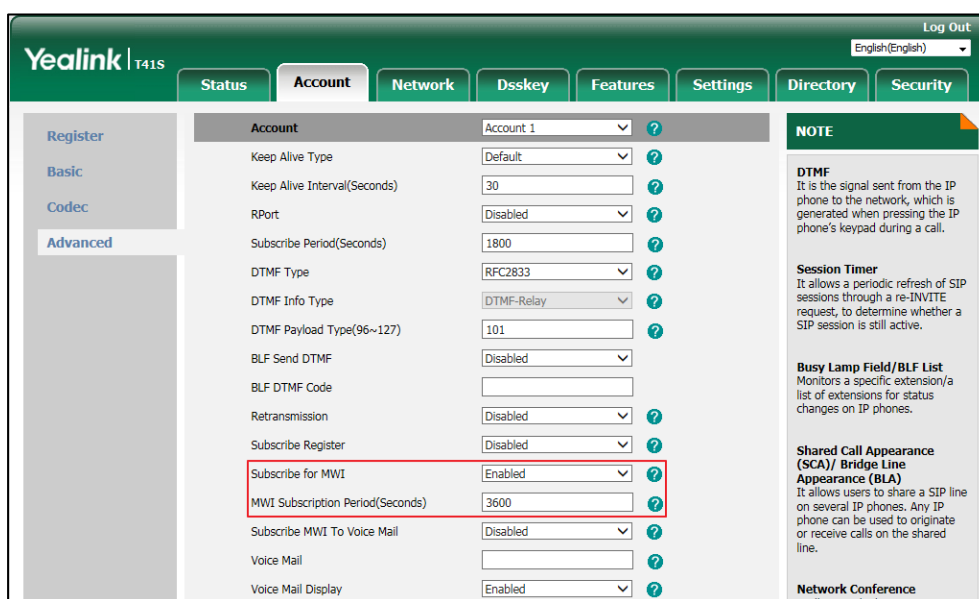 Log Out
Yealink | T41S
English(English)
Status
Account
Network
Dsskey
Features
Settings
Directory
Security
Register
Basic
Codec
Advanced
Account Account 1
Keep Alive Type Default
Keep Alive Interval(Seconds) 30
RPort Disabled
Subscribe Period(Seconds) 1800
DTMF Type RFC2833
DTMF Info Type DTMF-Relay
DTMF Payload Type(96~127) 101
BLF Send DTMF Disabled
BLF DTMF Code
Retransmission Disabled
Subscribe Register Disabled
Subscribe for MWI Enabled
MWI Subscription Period(Seconds) 3600
Subscribe MWI To Voice Mail Disabled
Voice Mail
Voice Mail Display Enabled
NOTE
DTMF
It is the signal sent from the IP
phone to the network, which is
generated when pressing the IP
phone's keypad during a call.
Session Timer
It allows a periodic refresh of SIP
sessions through a re-INVITE
request, to determine whether a
SIP session is still active.
Busy Lamp Field/BLF List
Monitors a specific extension/a
list of extensions for status
changes on IP phones.
Shared Call Appearance
(SCA)/ Bridge Line
Appearance (BLA)
It allows users to share a SIP line
on several IP phones. Any IP
phone can be used to originate
or receive calls on the shared
line.
Network Conference